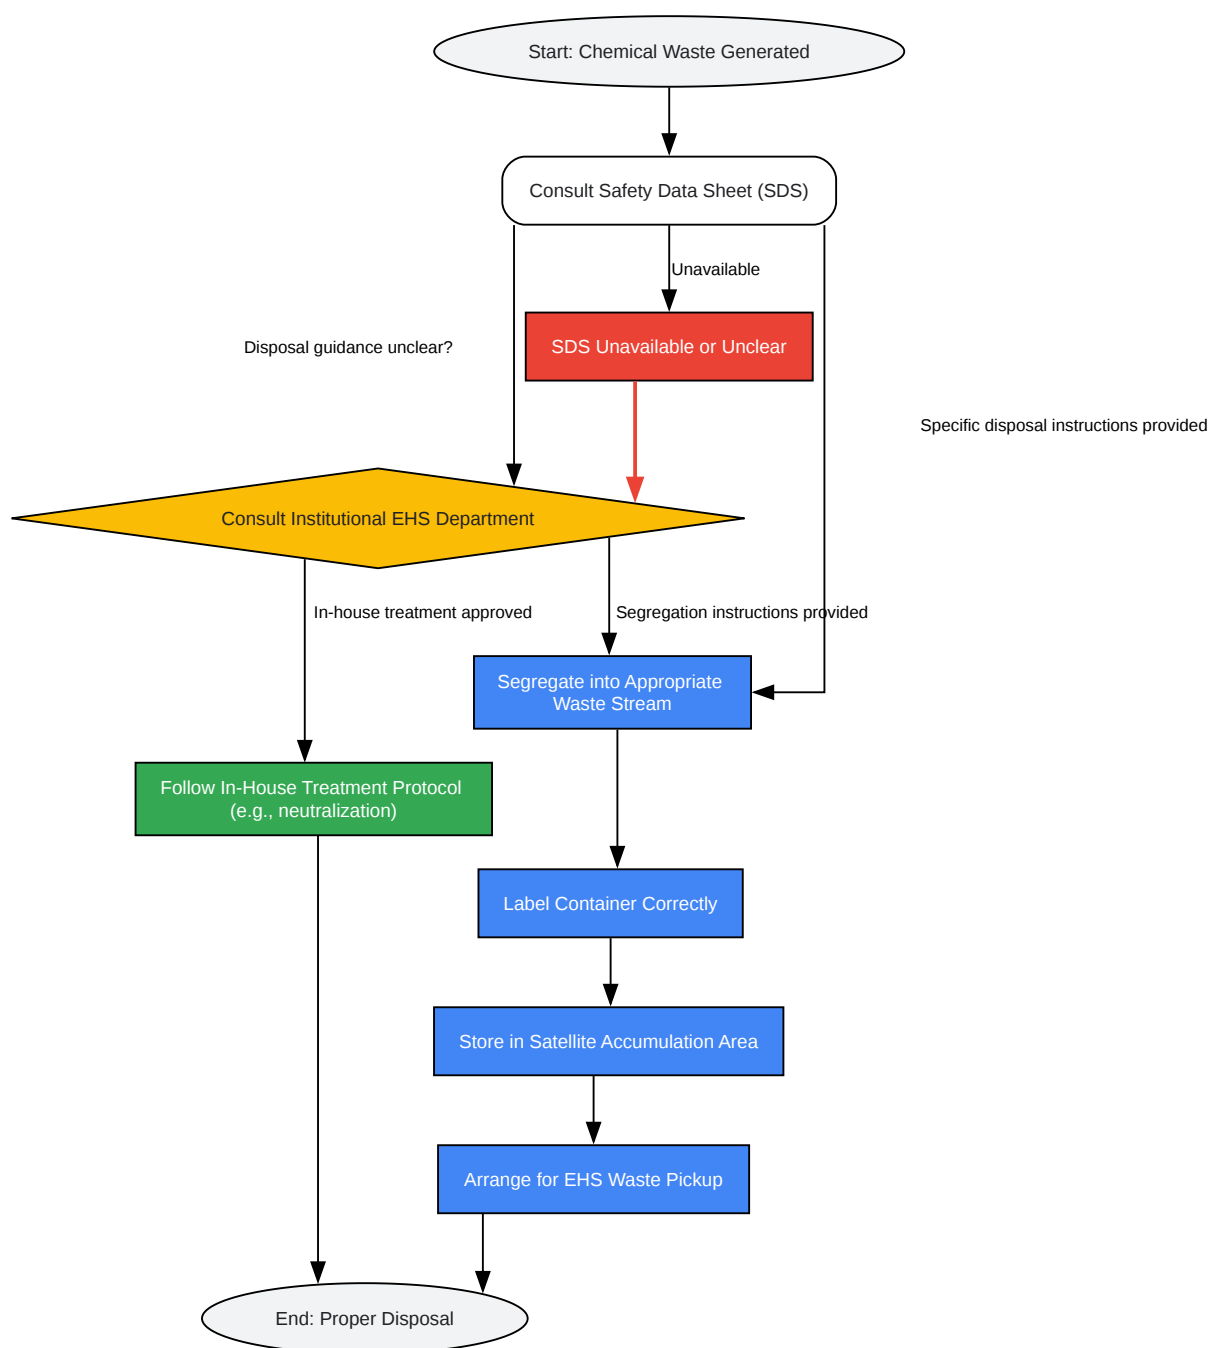 Start: Chemical Waste Generated
Consult Safety Data Sheet (SDS)
Unavailable
Disposal guidance unclear?
SDS Unavailable or Unclear
Specific disposal instructions provided
Consult Institutional EHS Department
In-house treatment approved
Segregation instructions provided
Segregate into Appropriate
Waste Stream
Follow In-House Treatment Protocol
(e.g., neutralization)
Label Container Correctly
Store in Satellite Accumulation Area
Arrange for EHS Waste Pickup
End: Proper Disposal